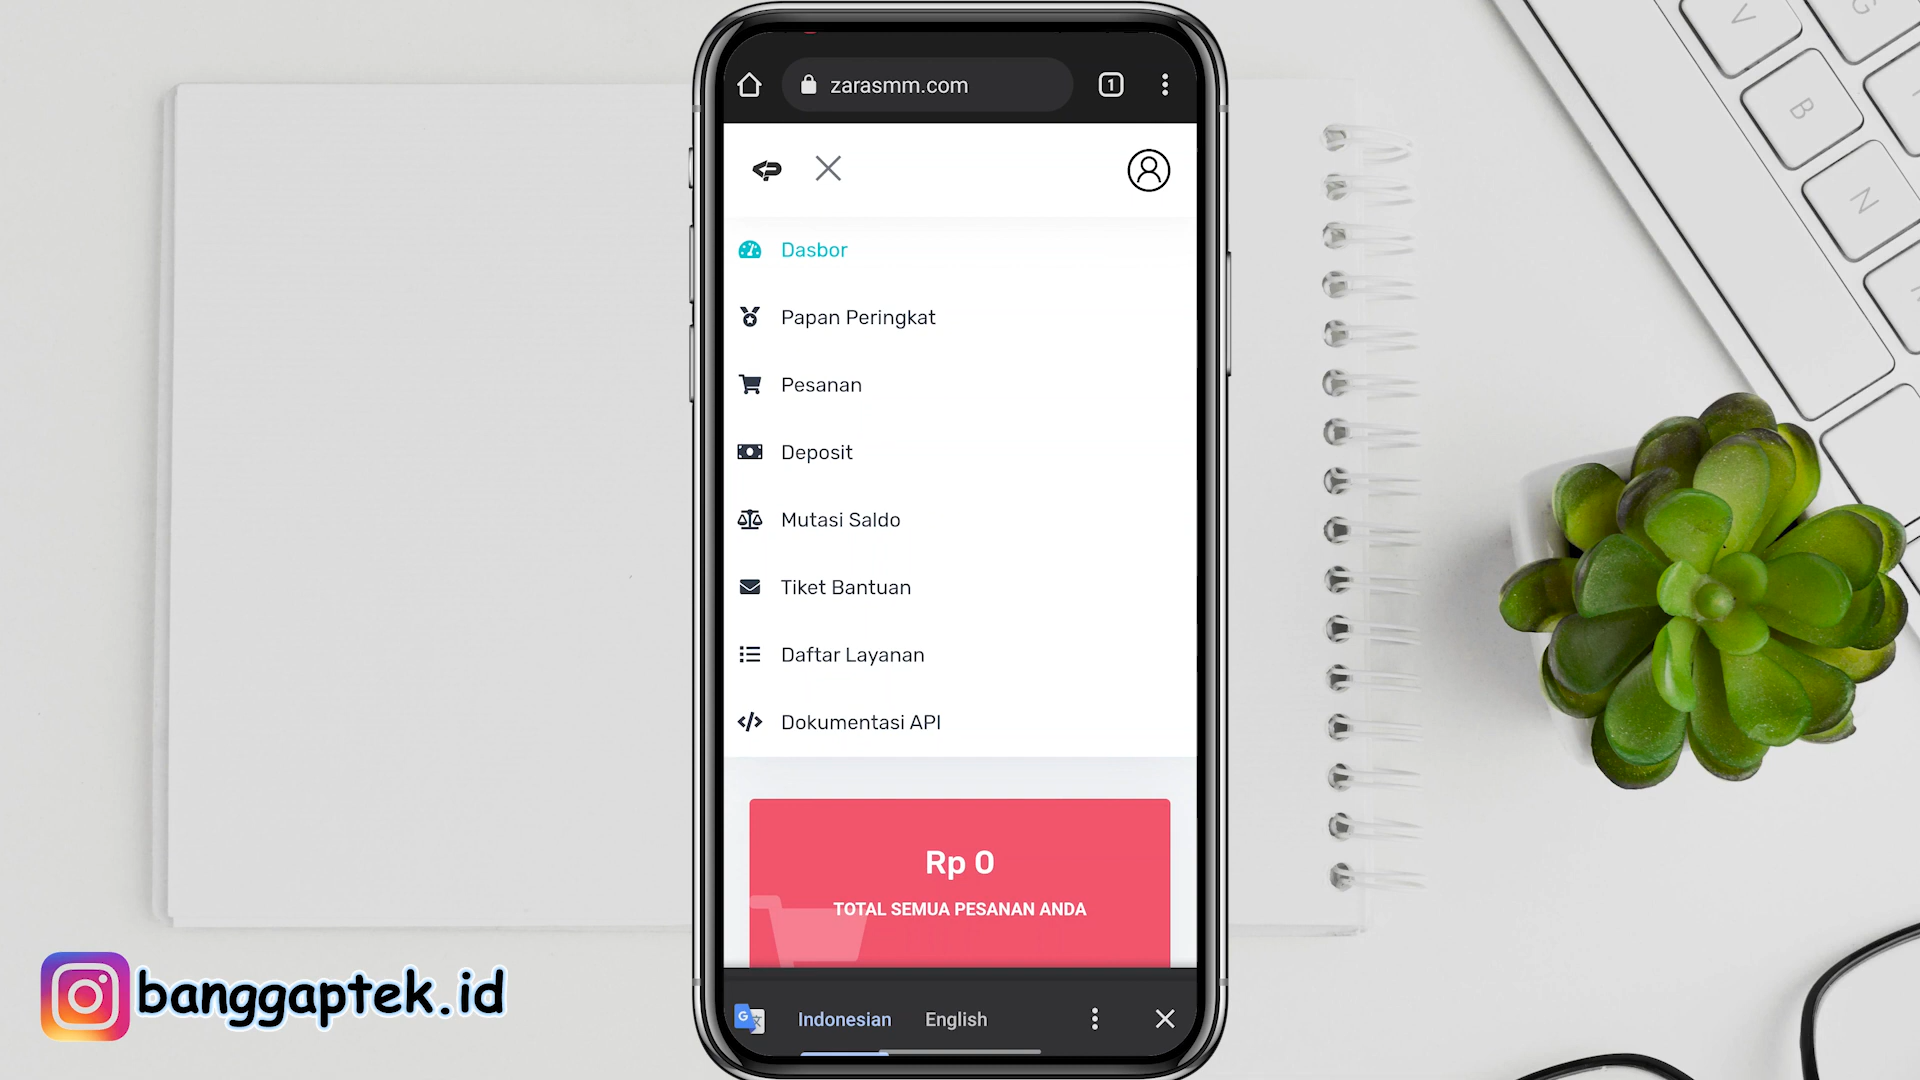 zarasmm.com
1
Dasbor
Papan Peringkat
Pesanan
Deposit
Mutasi Saldo
Tiket Bantuan
Daftar Layanan
Dokumentasi API
Rp 0
TOTAL SEMUA PESANAN ANDA
Indonesian English
banggaptek.id
V
G
B
N